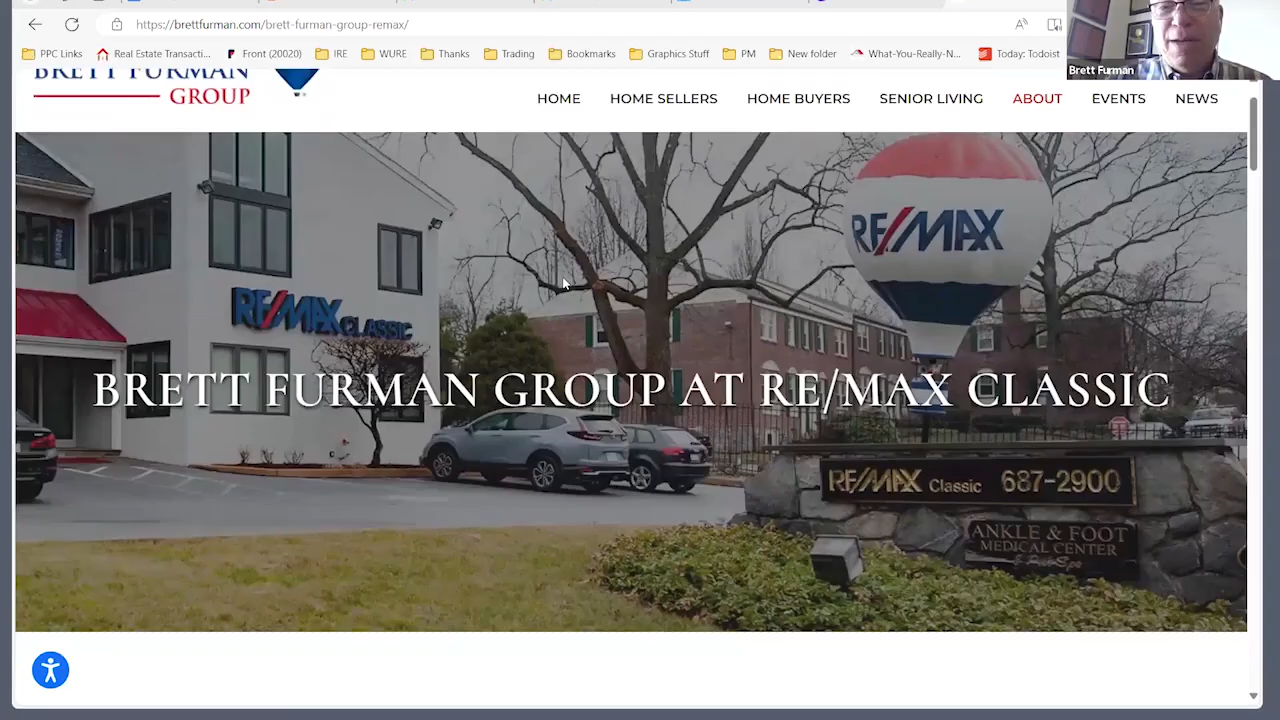 https://brettfurman.com/brett-furman-group-remax/
PPC Links
Real Estate Transacti...
Front (20020)
IRE
WURE
Thanks
Trading
Bookmarks
Graphics Stuff
PM
New folder
What-You-Really-N...
Today: Todoist
Brett Furman
BRETT FURMAN
GROUP
HOME
HOME SELLERS
HOME BUYERS
SENIOR LIVING
ABOUT
EVENTS
NEWS
RE/MAX
RE/MAX CLASSIC
BRETT FURMAN GROUP AT RE/MAX CLASSIC
RE/MAX Classic 687-2900
ANKLE & FOOT
MEDICAL CENTER